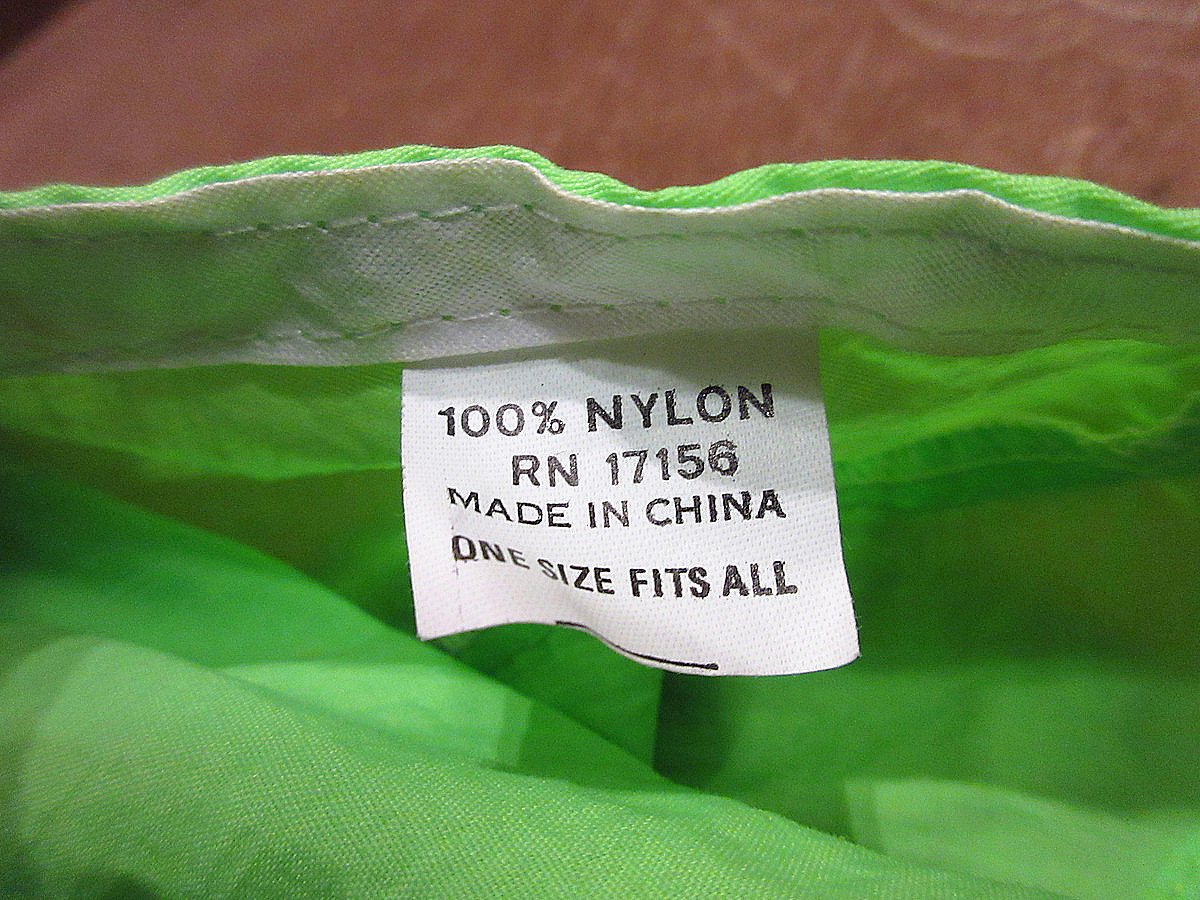 100% NYLON
RN 17156
MADE IN CHINA
ONE SIZE FITS ALL